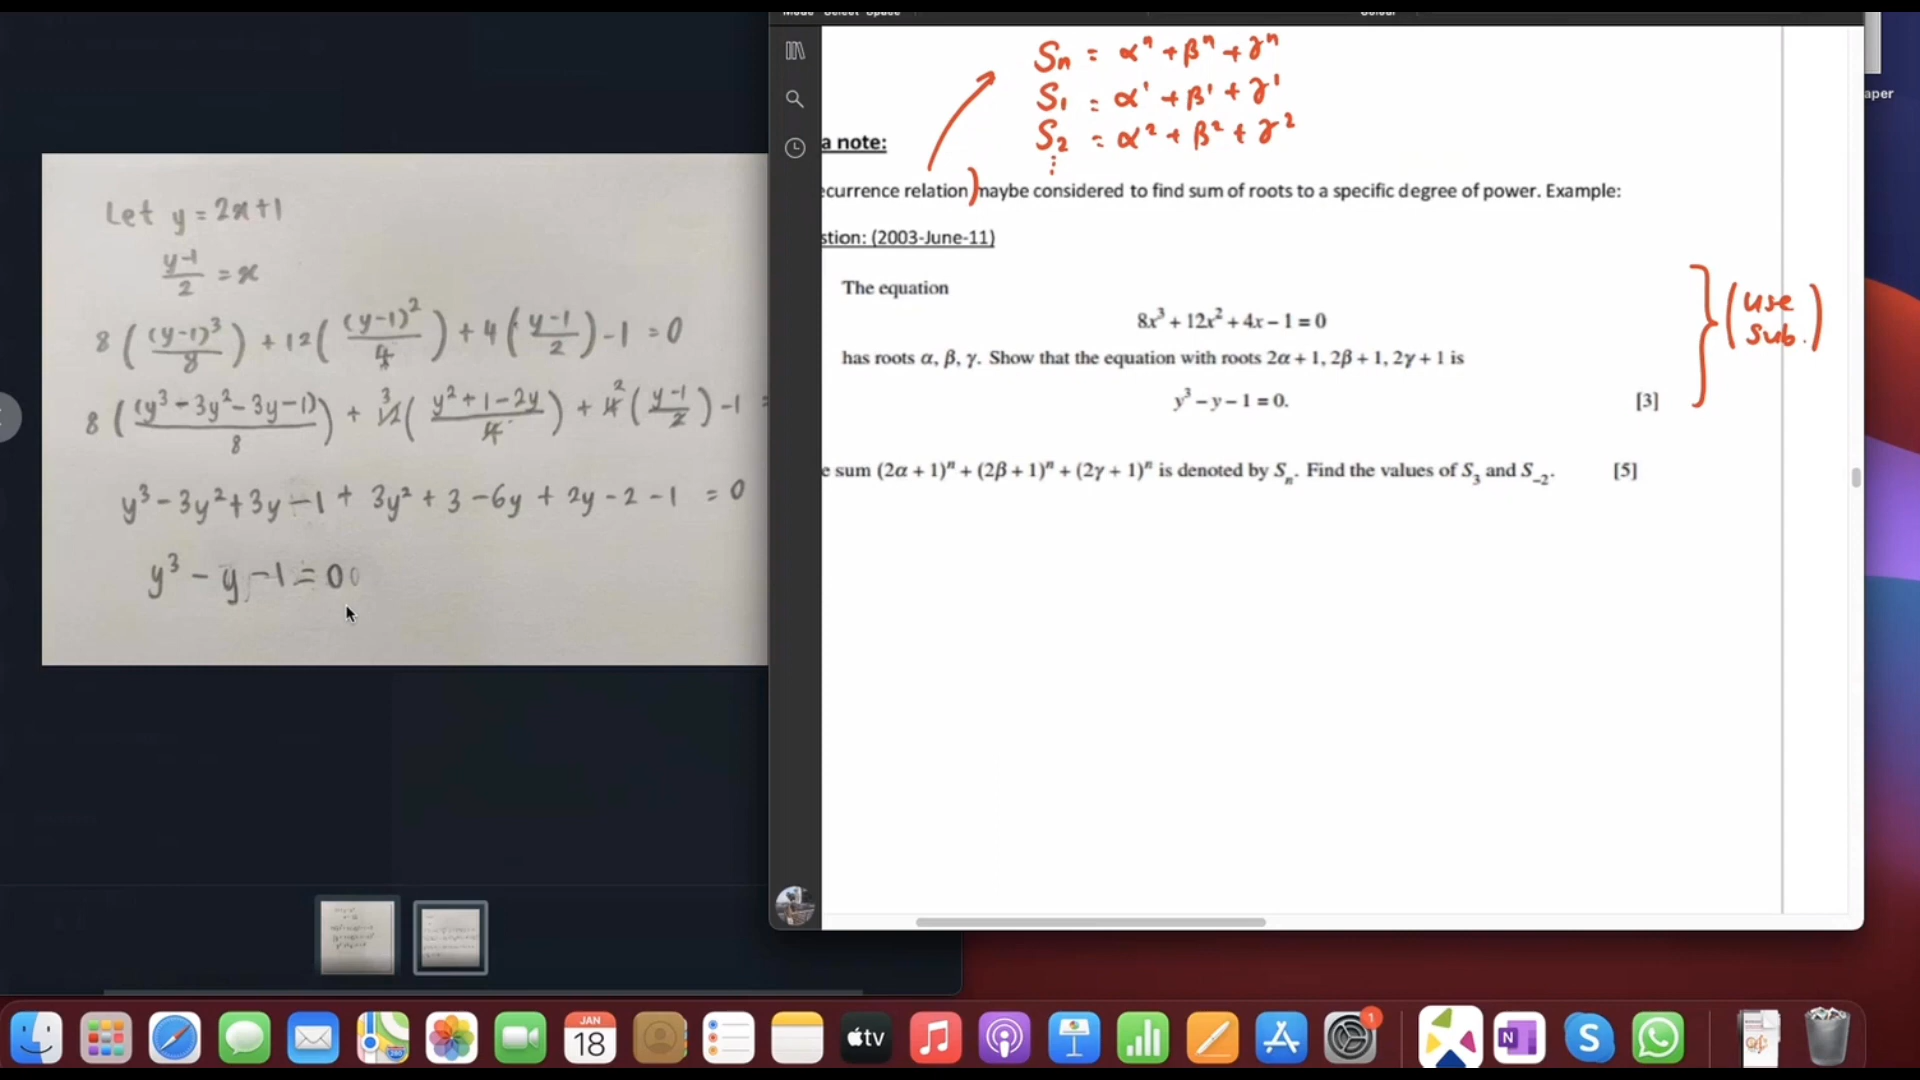 Let y = 2x+1
y-1/2 = x
8((y-1)³/8) + 12((y-1)²/4) + 4(y-1/2) -1 = 0
8((y³-3y²-3y-1)/8) + 3 12(y²+1-2y/4) + 2 4(y-1/2) -1 =
y³ - 3y² + 3y - 1 + 3y² + 3 - 6y + 2y - 2 - 1 = 0
y³ - y - 1 = 0
Sn = αⁿ + βⁿ + γⁿ
S₁ = α¹ + β¹ + γ¹
S₂ = α² + β² + γ²
⋮
a note:
ecurrence relation) maybe considered to find sum of roots to a specific degree of power. Example:
stion: (2003-June-11)
The equation
8x³ + 12x² + 4x − 1 = 0
has roots α, β, γ. Show that the equation with roots 2α + 1, 2β + 1, 2γ + 1 is
y³ − y − 1 = 0. [3]
(use sub.)
e sum (2α + 1)ⁿ + (2β + 1)ⁿ + (2γ + 1)ⁿ is denoted by Sₙ. Find the values of S₃ and S₋₂. [5]
aper
JAN
18
tv
1
N
S